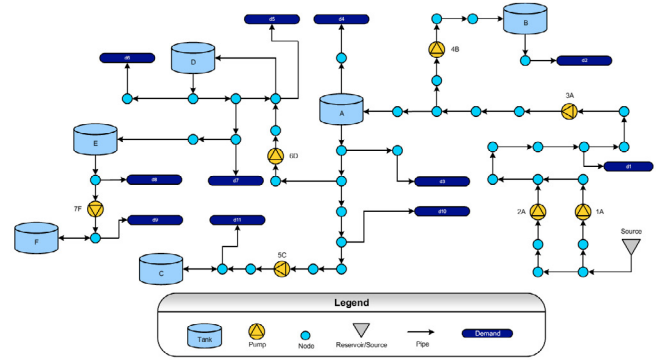 d5
d4
B
d6
D
4B
d2
3A
A
E
6D
d1
d8
d7
d3
7F
2A
1A
d9
d11
d10
Source
F
5C
C
Legend
Tank
Pump
Node
Reservoir/Source
Pipe
Demand